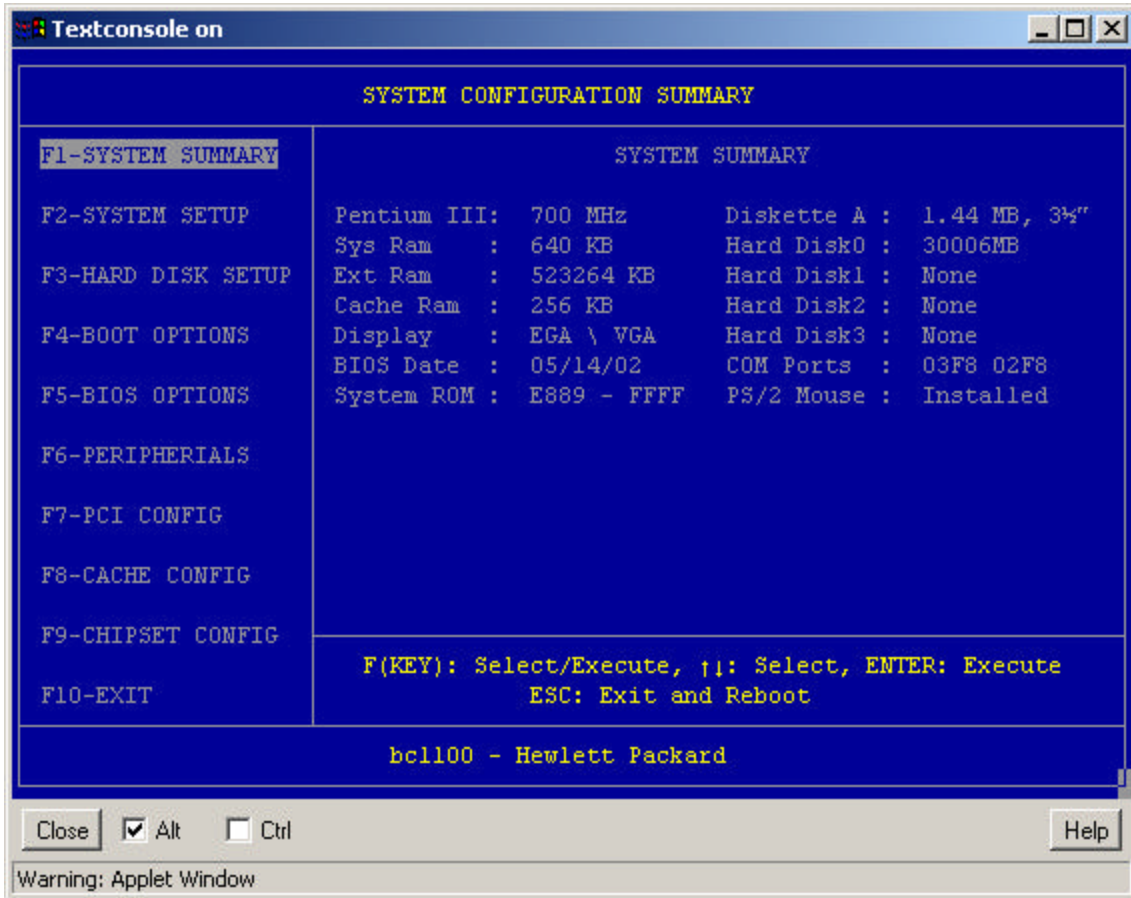 Textconsole on
SYSTEM CONFIGURATION SUMMARY
F1-SYSTEM SUMMARY
F2-SYSTEM SETUP
F3-HARD DISK SETUP
F4-BOOT OPTIONS
F5-BIOS OPTIONS
F6-PERIPHERIALS
F7-PCI CONFIG
F8-CACHE CONFIG
F9-CHIPSET CONFIG
F10-EXIT
SYSTEM SUMMARY
Pentium III: 700 MHz Diskette A : 1.44 MB, 3½″
Sys Ram : 640 KB Hard Disk0 : 30006MB
Ext Ram : 523264 KB Hard Disk1 : None
Cache Ram : 256 KB Hard Disk2 : None
Display : EGA \ VGA Hard Disk3 : None
BIOS Date : 05/14/02 COM Ports : 03F8 02F8
System ROM : E889 - FFFF PS/2 Mouse : Installed
F(KEY): Select/Execute, ↑↓: Select, ENTER: Execute
ESC: Exit and Reboot
bc1100 - Hewlett Packard
Close Alt Ctrl Help
Warning: Applet Window